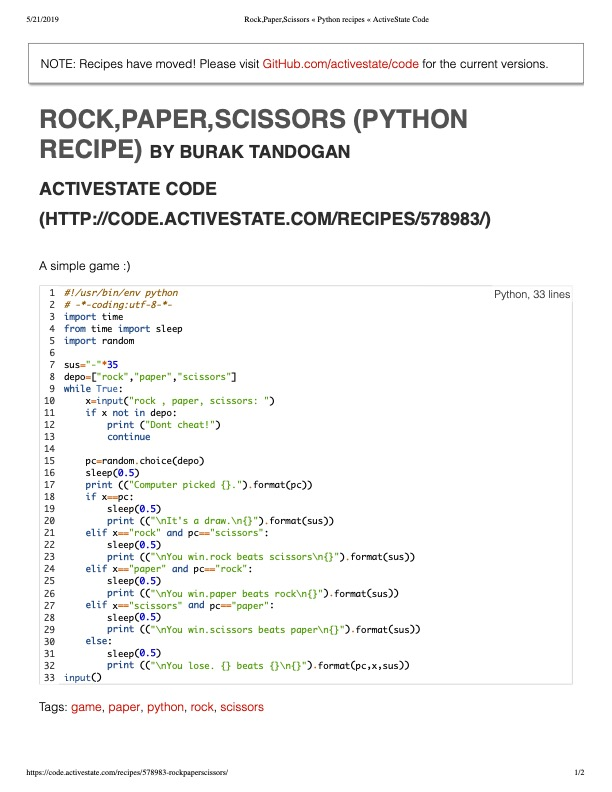 5/21/2019 Rock,Paper,Scissors « Python recipes « ActiveState Code
NOTE: Recipes have moved! Please visit GitHub.com/activestate/code for the current versions.
ROCK,PAPER,SCISSORS (PYTHON
RECIPE) BY BURAK TANDOGAN
ACTIVESTATE CODE
(HTTP://CODE.ACTIVESTATE.COM/RECIPES/578983/)
A simple game :)
Python, 33 lines
1 #!/usr/bin/env python
2 # -*-coding:utf-8-*-
3 import time
4 from time import sleep
5 import random
6
7 sus="-"*35
8 depo=["rock","paper","scissors"]
9 while True:
10     x=input("rock , paper, scissors: ")
11     if x not in depo:
12         print ("Dont cheat!")
13         continue
14
15     pc=random.choice(depo)
16     sleep(0.5)
17     print (("Computer picked {}.").format(pc))
18     if x==pc:
19         sleep(0.5)
20         print (("\nIt's a draw.\n{}").format(sus))
21     elif x=="rock" and pc=="scissors":
22         sleep(0.5)
23         print (("\nYou win.rock beats scissors\n{}").format(sus))
24     elif x=="paper" and pc=="rock":
25         sleep(0.5)
26         print (("\nYou win.paper beats rock\n{}").format(sus))
27     elif x=="scissors" and pc=="paper":
28         sleep(0.5)
29         print (("\nYou win.scissors beats paper\n{}").format(sus))
30     else:
31         sleep(0.5)
32         print (("\nYou lose. {} beats {}\n{}").format(pc,x,sus))
33 input()
Tags: game, paper, python, rock, scissors
https://code.activestate.com/recipes/578983-rockpaperscissors/ 1/2